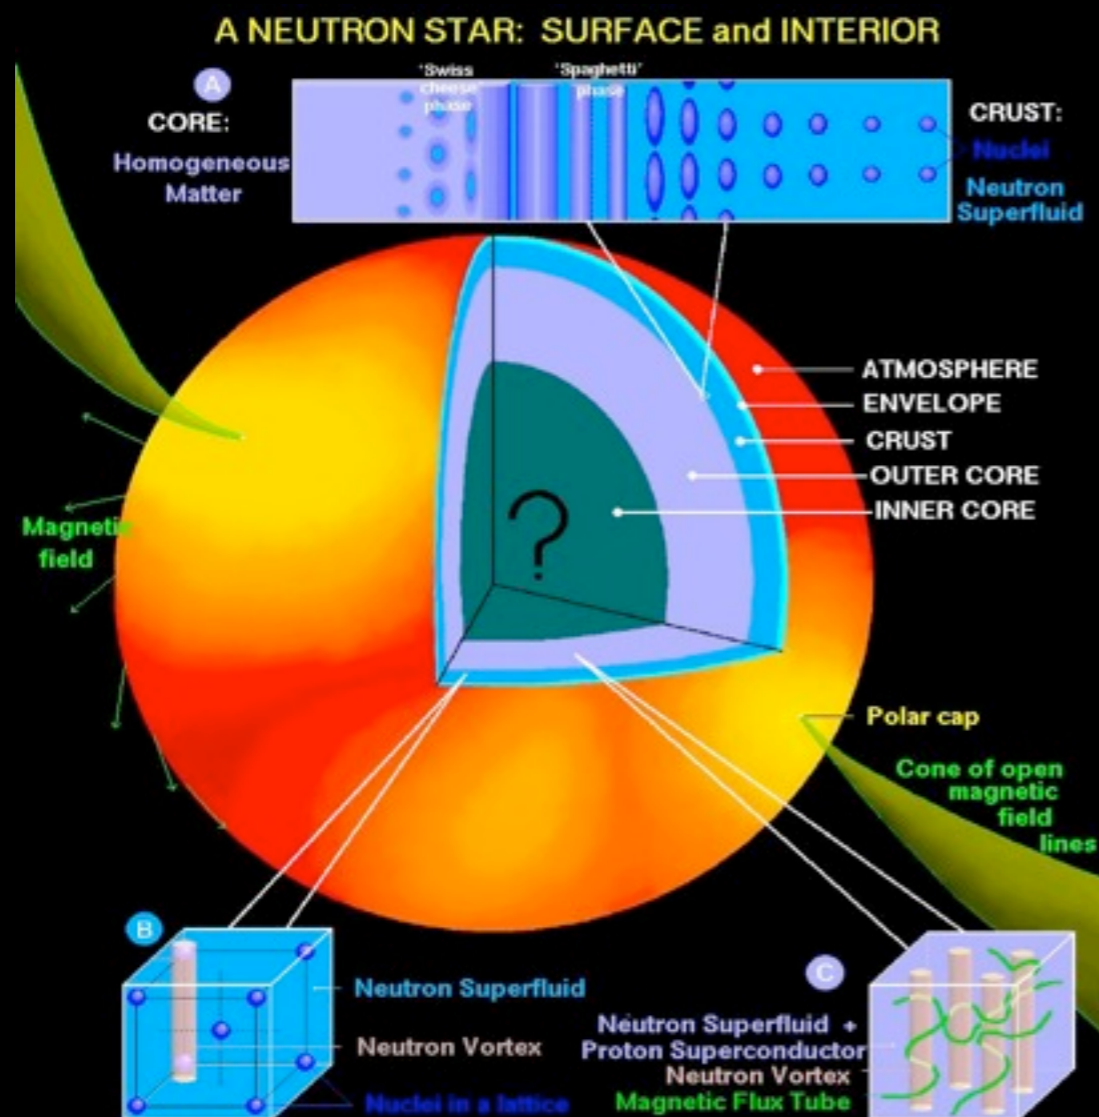 A NEUTRON STAR: SURFACE and INTERIOR
A
CORE:
Homogeneous
Matter
'Swiss
cheese'
phase
'Spaghetti'
phase
CRUST:
Nuclei
Neutron
Superfluid
ATMOSPHERE
ENVELOPE
CRUST
OUTER CORE
INNER CORE
?
Magnetic
field
Polar cap
Cone of open
magnetic
field
lines
B
Neutron Superfluid
Neutron Vortex
Nuclei in a lattice
C
Neutron Superfluid +
Proton Superconductor
Neutron Vortex
Magnetic Flux Tube